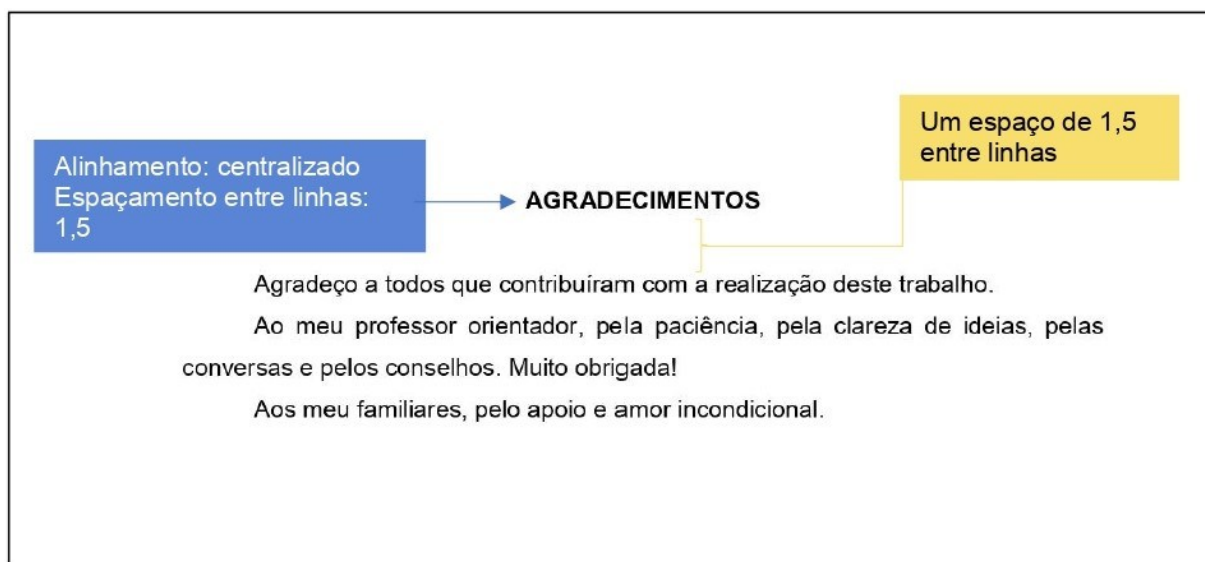 Um espaço de 1,5
entre linhas
Alinhamento: centralizado
Espaçamento entre linhas:
1,5
AGRADECIMENTOS
Agradeço a todos que contribuíram com a realização deste trabalho.
Ao meu professor orientador, pela paciência, pela clareza de ideias, pelas
conversas e pelos conselhos. Muito obrigada!
Aos meu familiares, pelo apoio e amor incondicional.